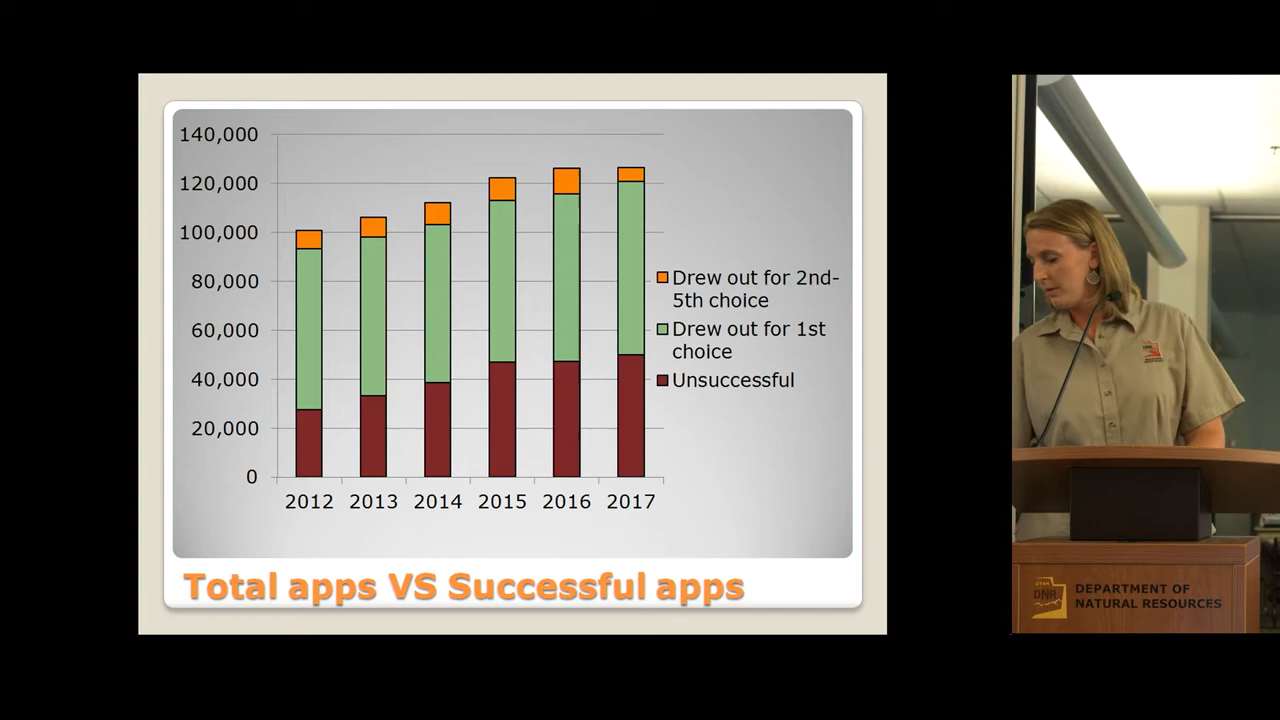 140,000
120,000
100,000
80,000
60,000
40,000
20,000
0
2012 2013 2014 2015 2016 2017
Drew out for 2nd-
5th choice
Drew out for 1st
choice
Unsuccessful
Total apps VS Successful apps
UTAH
DNR
DEPARTMENT OF
NATURAL RESOURCES